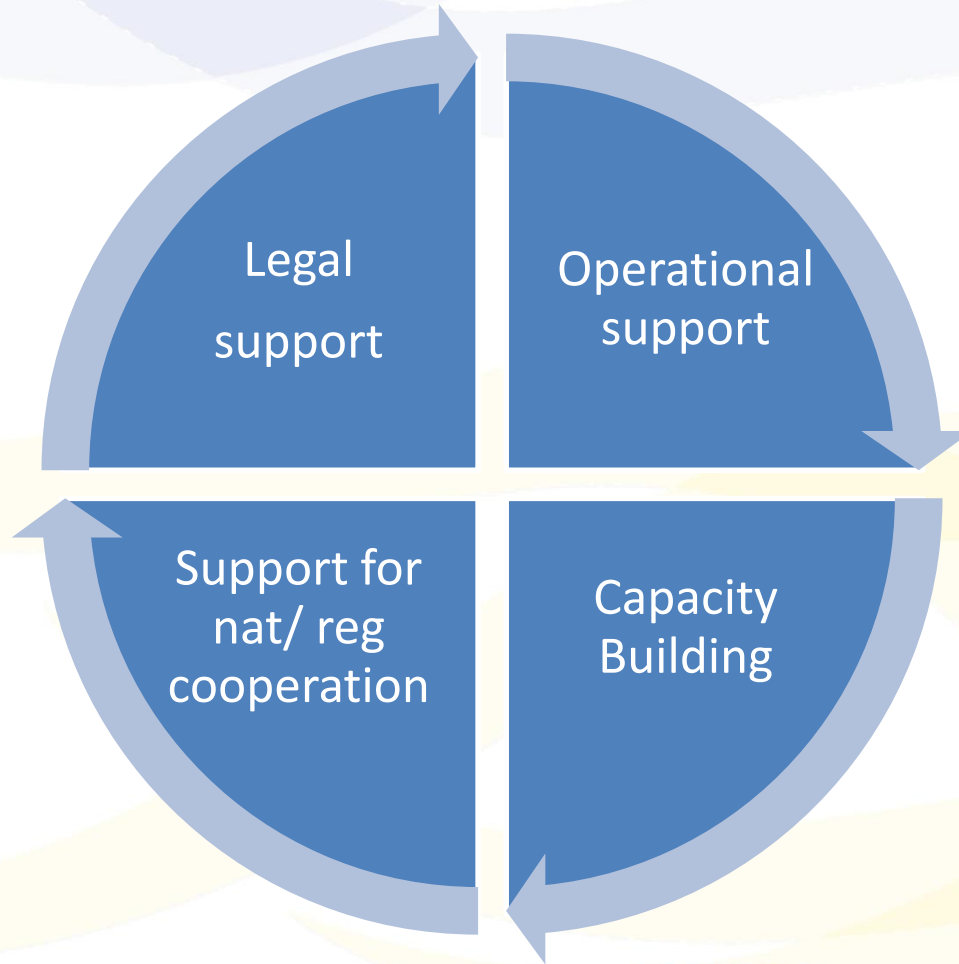 Legal
support
Operational
support
Support for
nat/ reg
cooperation
Capacity
Building